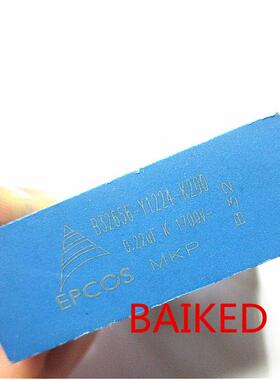 B32656-Y1224-K200
0.22uF K 1700V-
MKP
EPCOS
BAIKED